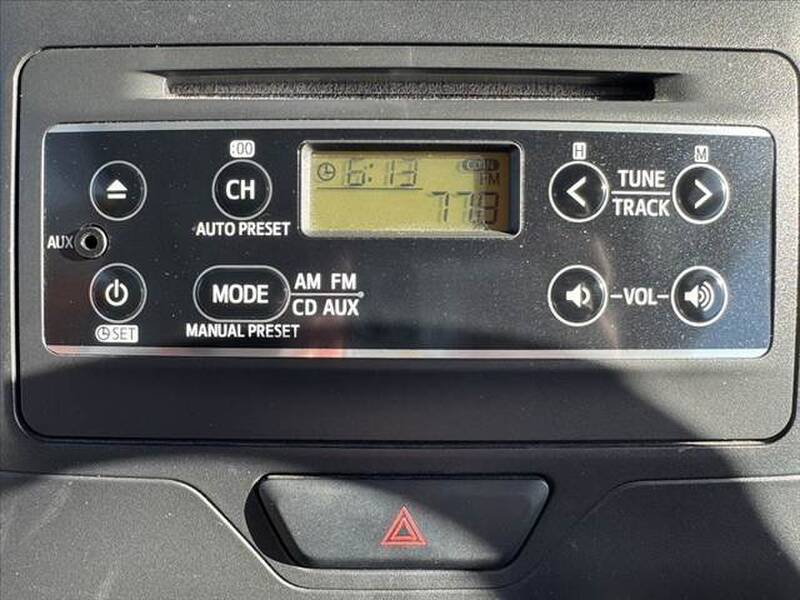 :00
H
M
CH
AUTO PRESET
6:13
FM
77.3
TUNE
TRACK
AUX
MODE
MANUAL PRESET
AM FM
CD AUX
SET
-VOL-